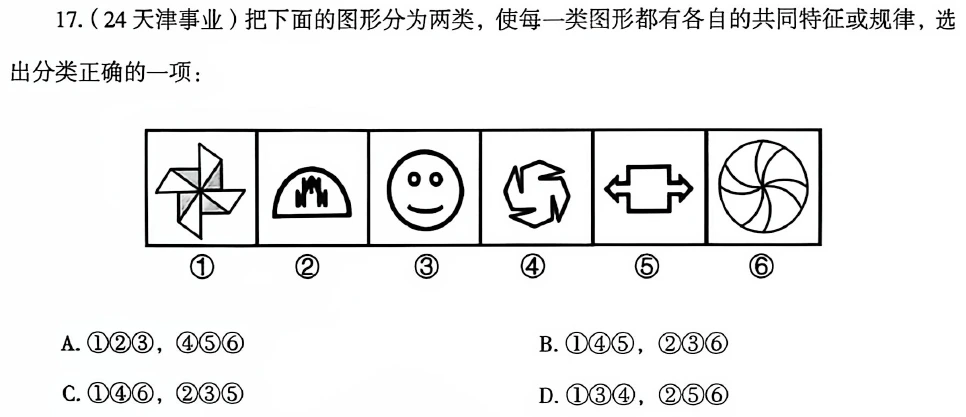 17.（24 天津事业）把下面的图形分为两类，使每一类图形都有各自的共同特征或规律，选
出分类正确的一项：
① ② ③ ④ ⑤ ⑥
A. ①②③，④⑤⑥ B. ①④⑤，②③⑥
C. ①④⑥，②③⑤ D. ①③④，②⑤⑥